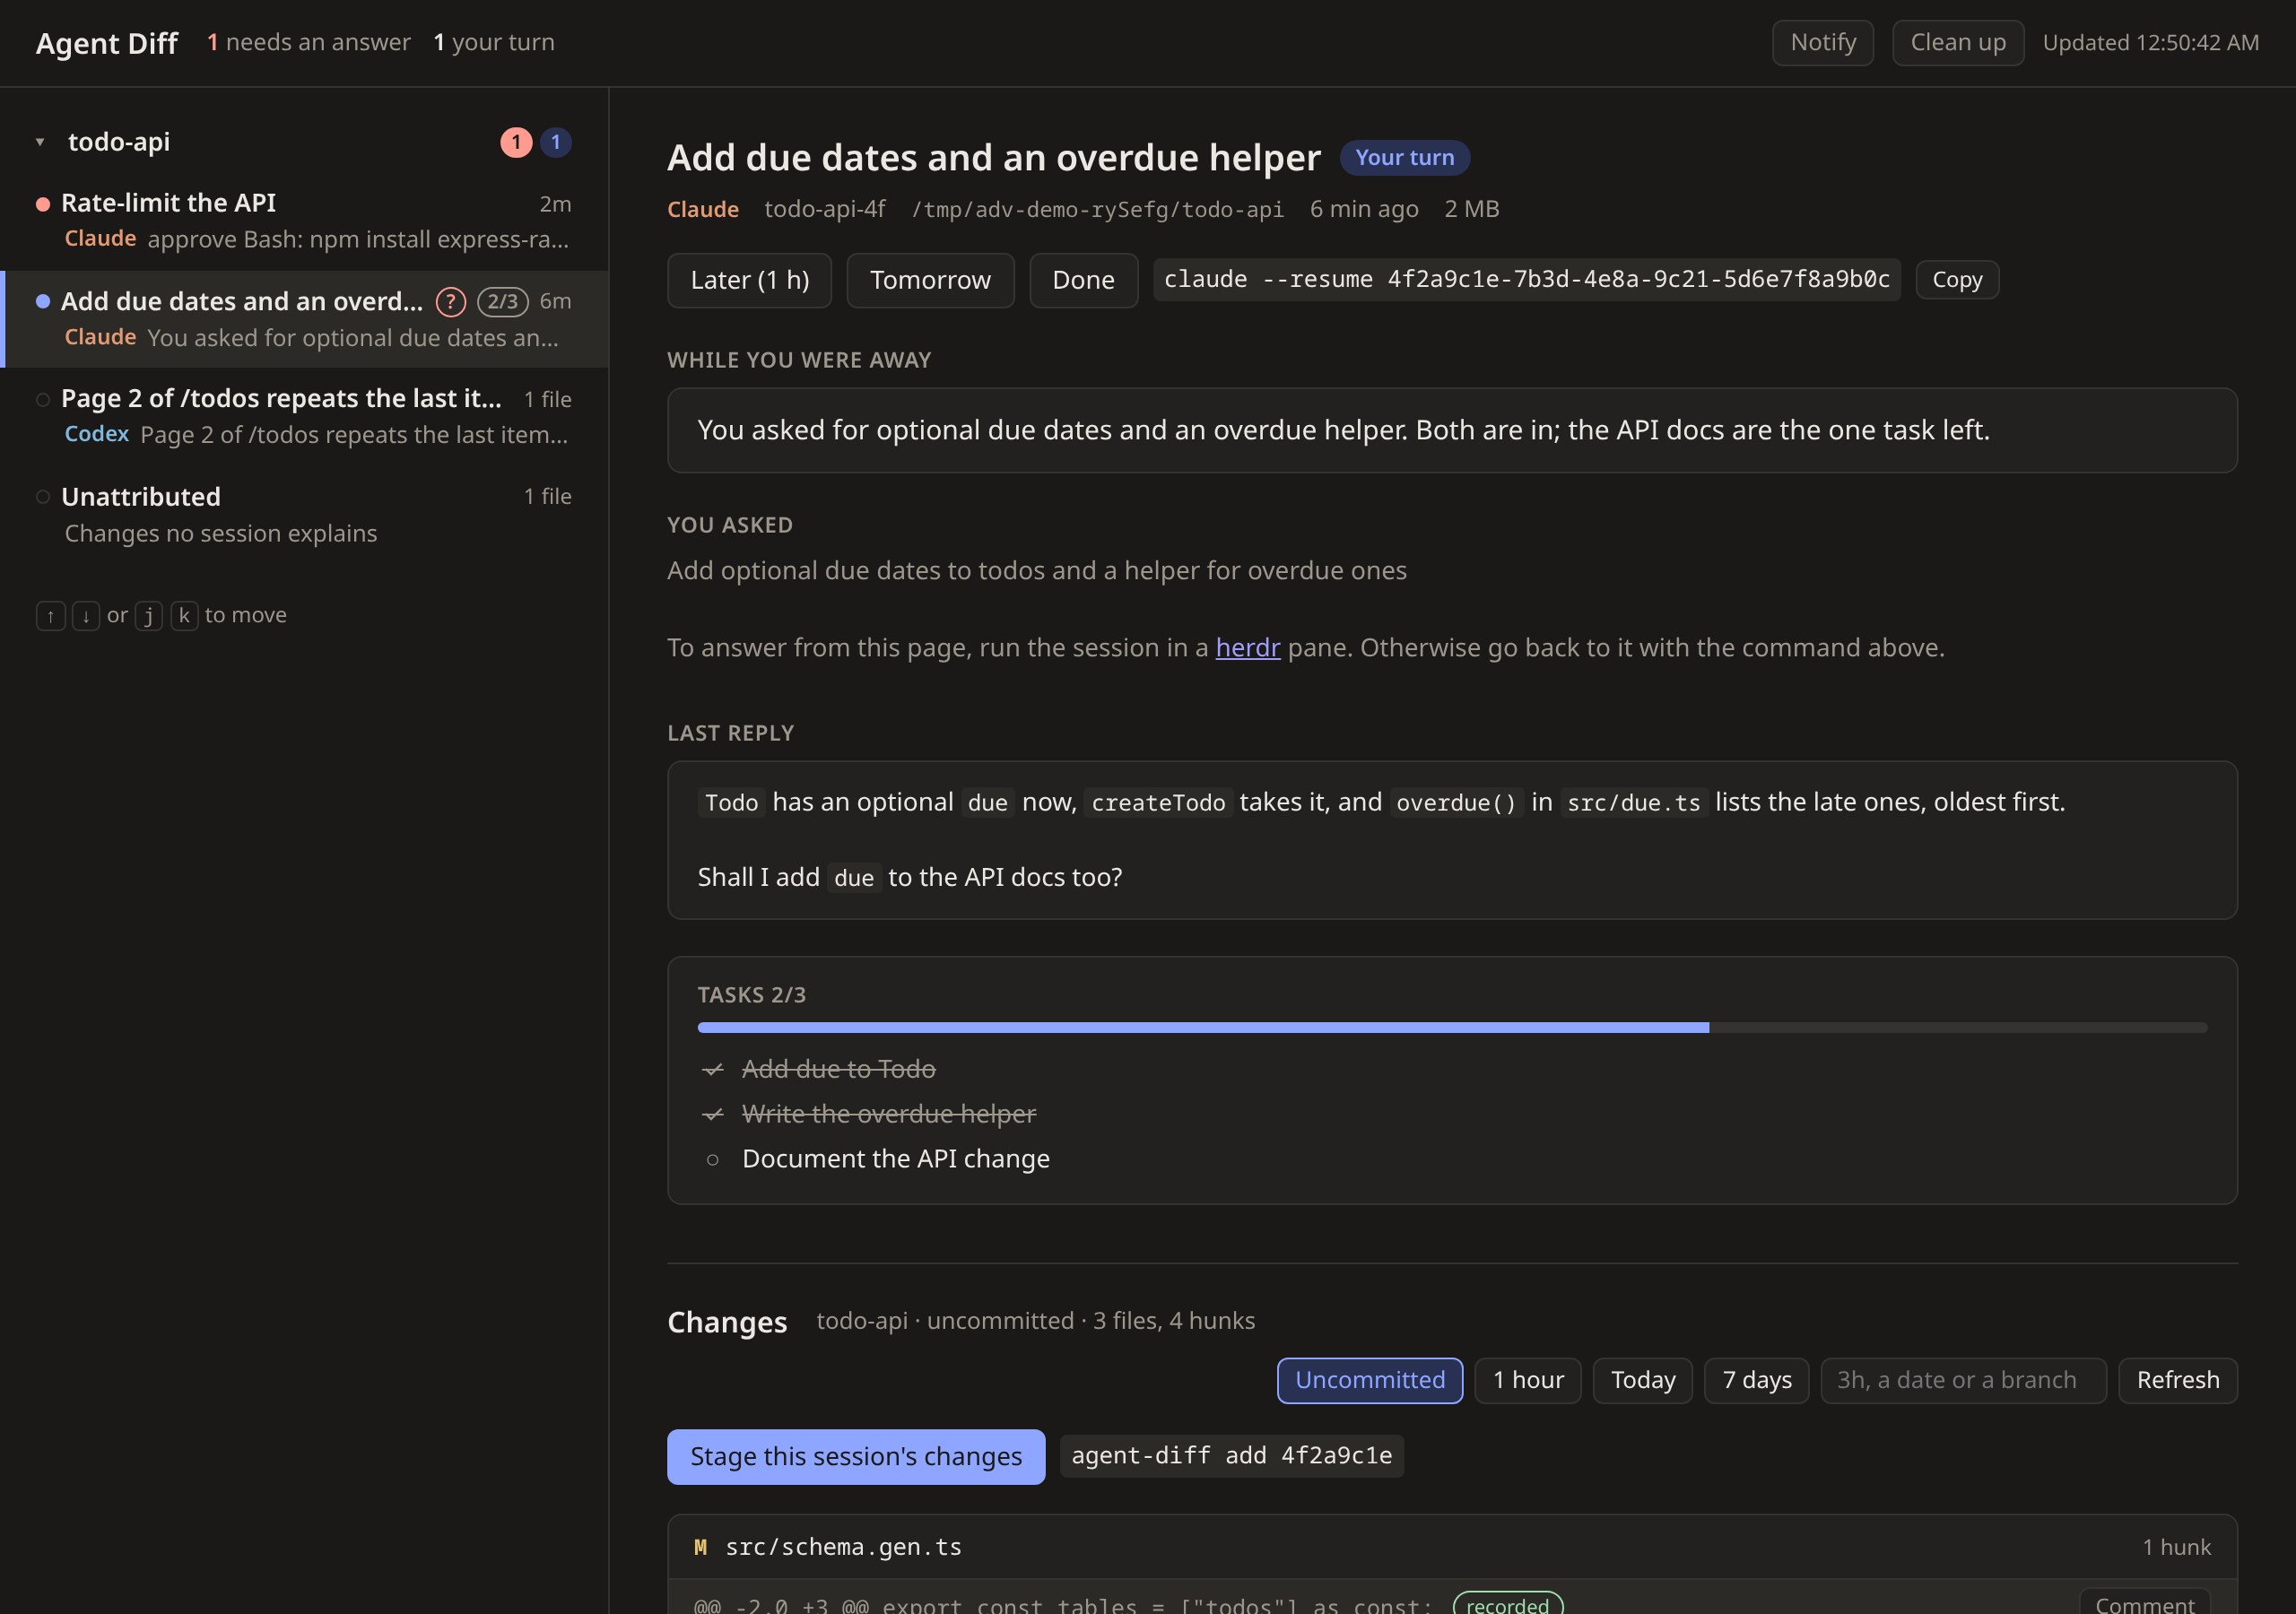 Agent Diff 1 needs an answer 1 your turn Notify Clean up Updated 12:50:42 AM
▾ todo-api 1 1
Rate-limit the API 2m
Claude approve Bash: npm install express-ra...
Add due dates and an overd... ? 2/3 6m
Claude You asked for optional due dates an...
Page 2 of /todos repeats the last it... 1 file
Codex Page 2 of /todos repeats the last item...
Unattributed 1 file
Changes no session explains
↑ ↓ or j k to move
Add due dates and an overdue helper Your turn
Claude todo-api-4f /tmp/adv-demo-rySefg/todo-api 6 min ago 2 MB
Later (1 h) Tomorrow Done claude --resume 4f2a9c1e-7b3d-4e8a-9c21-5d6e7f8a9b0c Copy
WHILE YOU WERE AWAY
You asked for optional due dates and an overdue helper. Both are in; the API docs are the one task left.
YOU ASKED
Add optional due dates to todos and a helper for overdue ones
To answer from this page, run the session in a herdr pane. Otherwise go back to it with the command above.
LAST REPLY
Todo has an optional due now, createTodo takes it, and overdue() in src/due.ts lists the late ones, oldest first.
Shall I add due to the API docs too?
TASKS 2/3
✓ Add due to Todo
✓ Write the overdue helper
○ Document the API change
Changes todo-api · uncommitted · 3 files, 4 hunks
Uncommitted 1 hour Today 7 days 3h, a date or a branch Refresh
Stage this session's changes agent-diff add 4f2a9c1e
M src/schema.gen.ts 1 hunk
@@ -2,0 +3 @@ export const tables = ["todos"] as const; recorded Comment